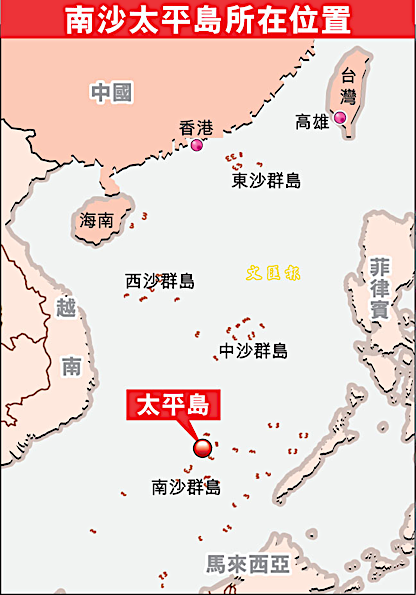 南沙太平島所在位置
中國
台灣
香港
高雄
東沙群島
海南
文匯報
西沙群島
菲律賓
越南
中沙群島
太平島
南沙群島
馬來西亞